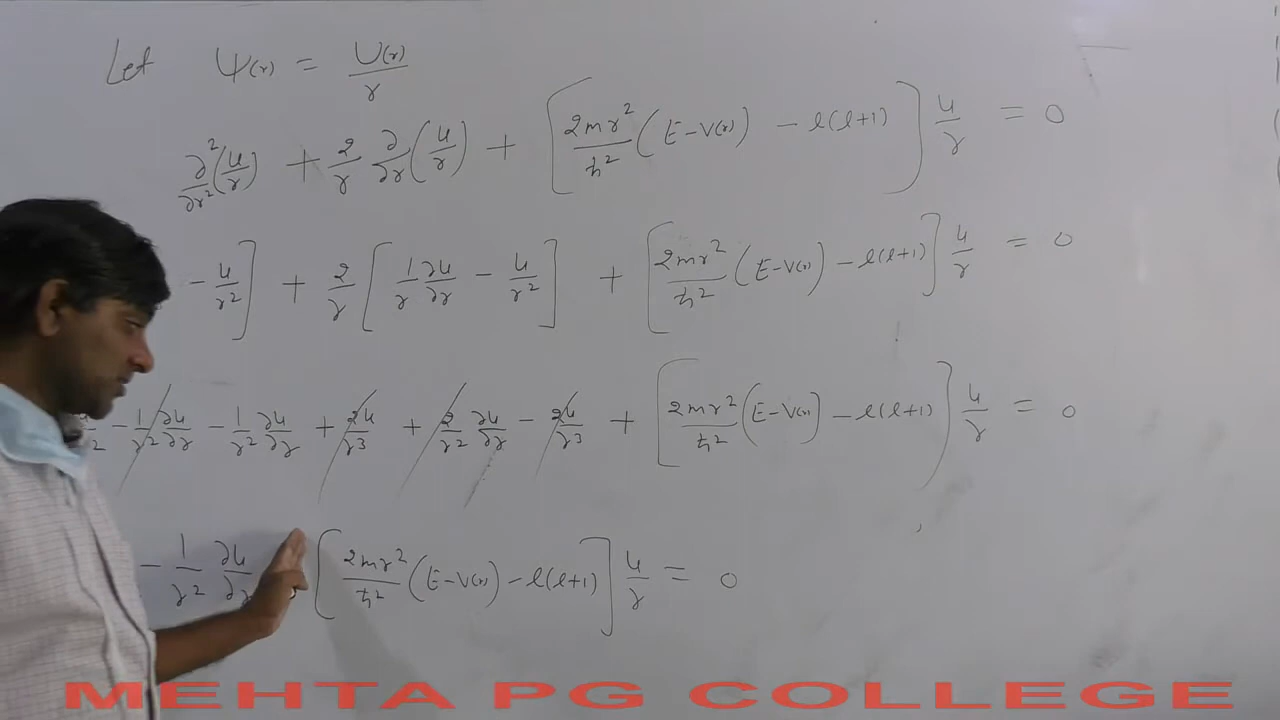 Let ψ(r) = U(r)/r
∂²/∂r² (u/r) + 2/r ∂/∂r (u/r) + [2mr²/ħ² (E-V(r)) - l(l+1)] u/r = 0
- u/r²] + 2/r [1/r ∂u/∂r - u/r²] + [2mr²/ħ² (E-V(r)) - l(l+1)] u/r = 0
- 1/r² ∂u/∂r - 1/r² ∂u/∂r + 2u/r³ + 2/r² ∂u/∂r - 2u/r³ + [2mr²/ħ² (E-V(r)) - l(l+1)] u/r = 0
- 1/r² ∂u/∂r [2mr²/ħ² (E-V(r)) - l(l+1)] u/r = 0
MEHTA PG COLLEGE